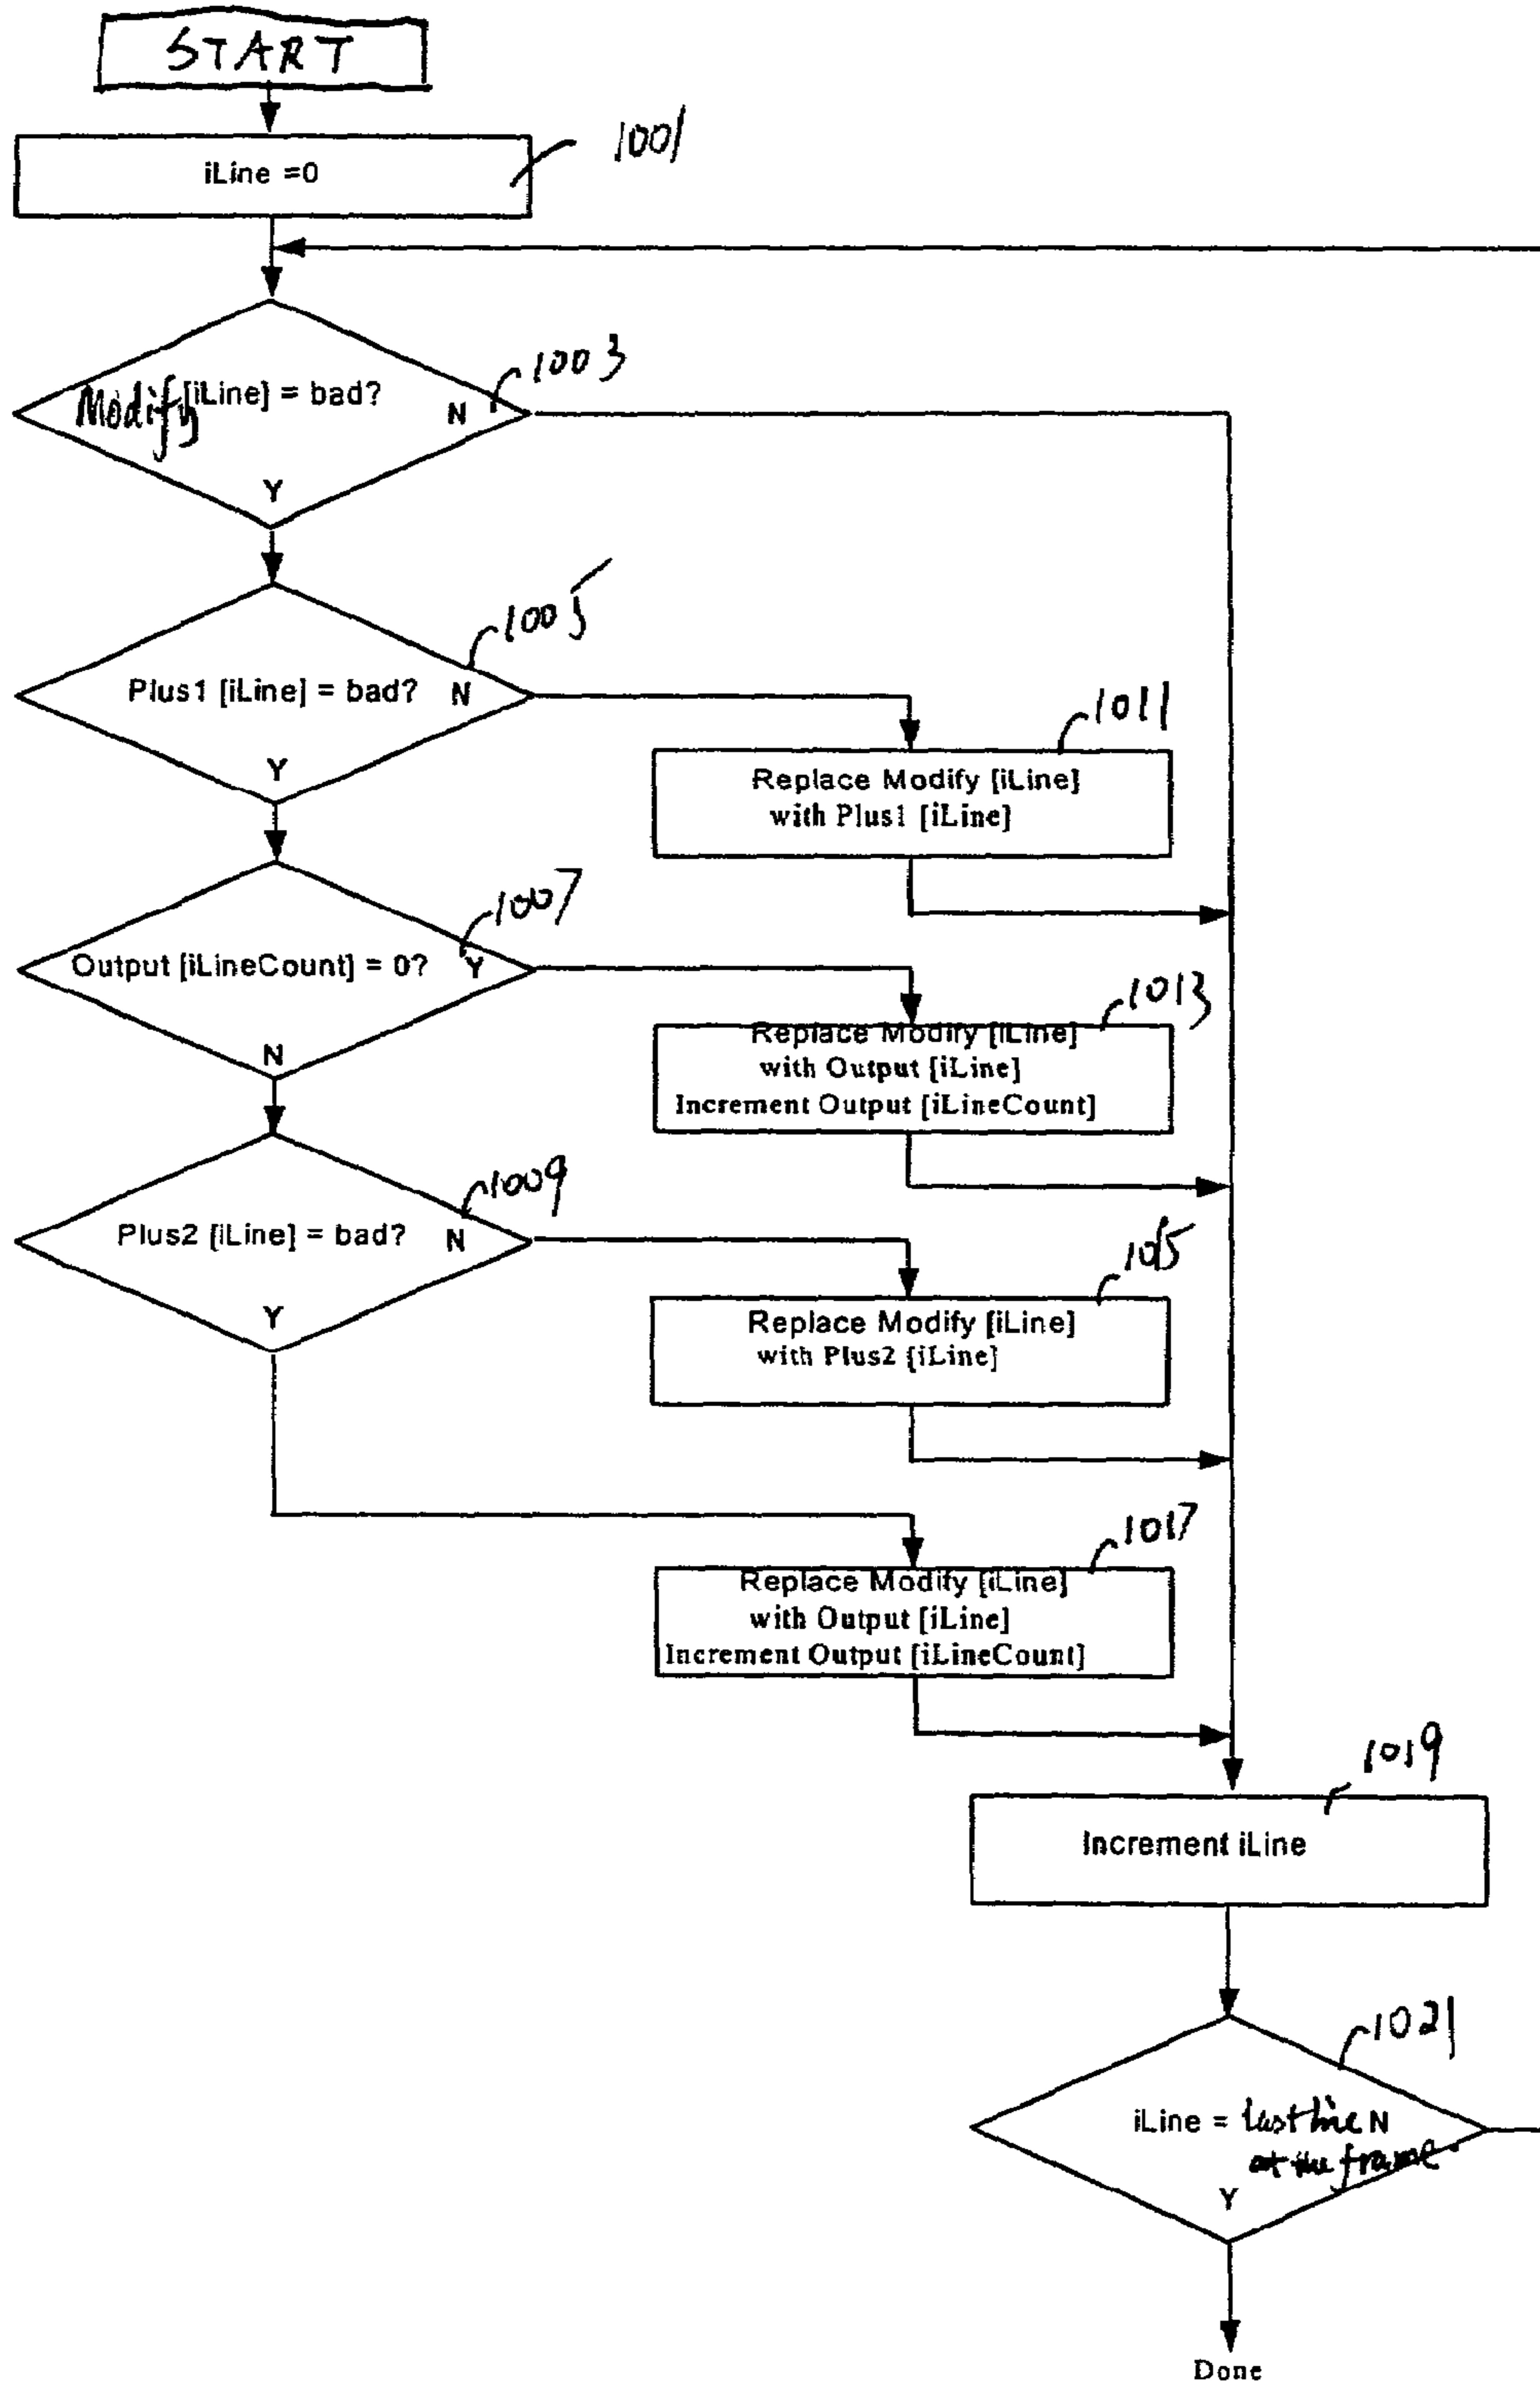 START
iLine =0
1001
1003
Modify [iLine] = bad?
N
Y
1005
Plus1 [iLine] = bad?
N
Y
1011
Replace Modify [iLine]
with Plus1 [iLine]
1007
Output [iLineCount] = 0?
Y
N
1013
Replace Modify [iLine]
with Output [iLine]
Increment Output [iLineCount]
1009
Plus2 [iLine] = bad?
N
Y
1015
Replace Modify [iLine]
with Plus2 [iLine]
1017
Replace Modify [iLine]
with Output [iLine]
Increment Output [iLineCount]
1019
Increment iLine
1021
iLine = last line N
at the frame.
Y
Done